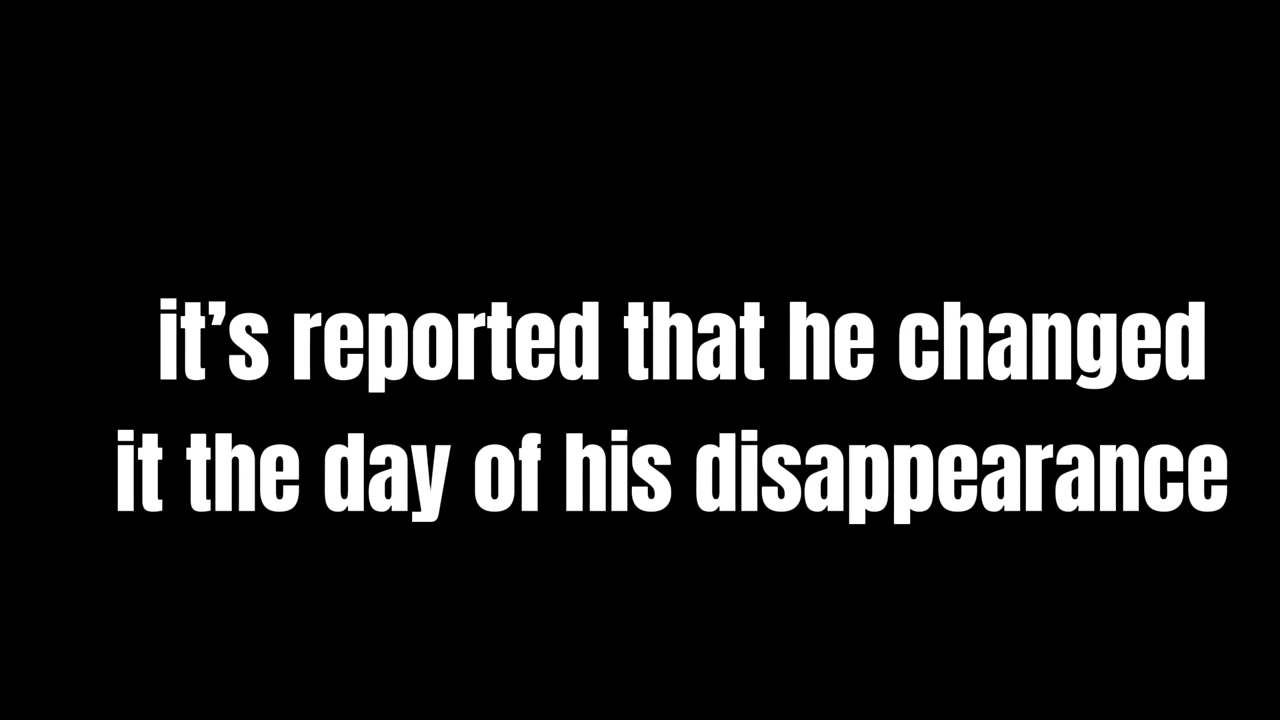 it’s reported that he changed
it the day of his disappearance